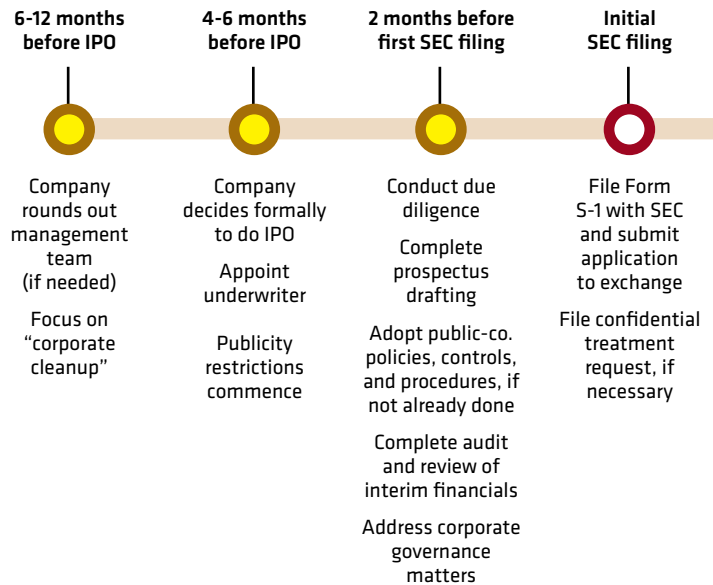 6-12 months
before IPO
Company
rounds out
management
team
(if needed)
Focus on
“corporate
cleanup”
4-6 months
before IPO
Company
decides formally
to do IPO
Appoint
underwriter
Publicity
restrictions
commence
2 months before
first SEC filing
Conduct due
diligence
Complete
prospectus
drafting
Adopt public-co.
policies, controls,
and procedures, if
not already done
Complete audit
and review of
interim financials
Address corporate
governance
matters
Initial
SEC filing
File Form
S-1 with SEC
and submit
application
to exchange
File confidential
treatment
request, if
necessary